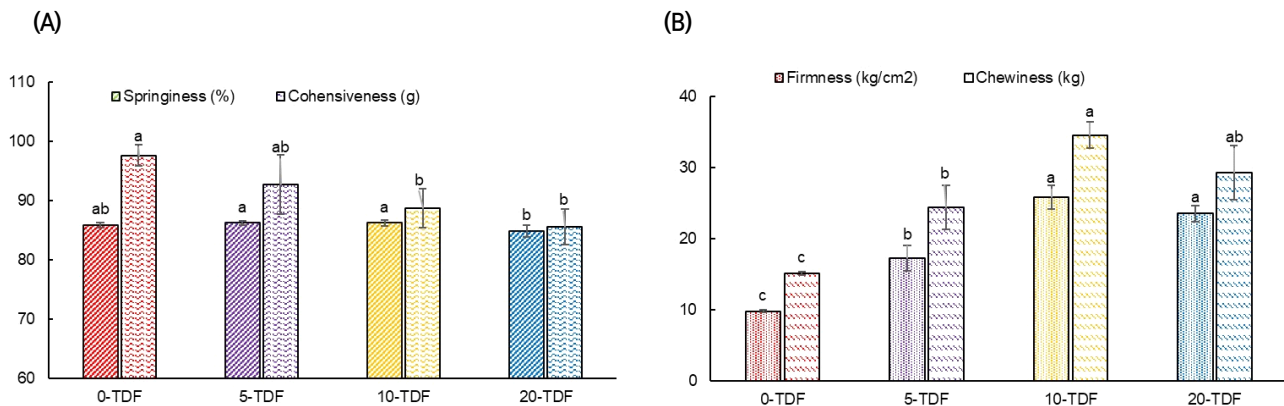 (A)
110
Springiness (%) Cohensiveness (g)
100
90
80
70
60
a
ab
ab
a
a
b
b
b
0-TDF 5-TDF 10-TDF 20-TDF
(B)
Firmness (kg/cm2) Chewiness (kg)
40
30
20
10
0
c
c
b
b
a
a
a
ab
0-TDF 5-TDF 10-TDF 20-TDF